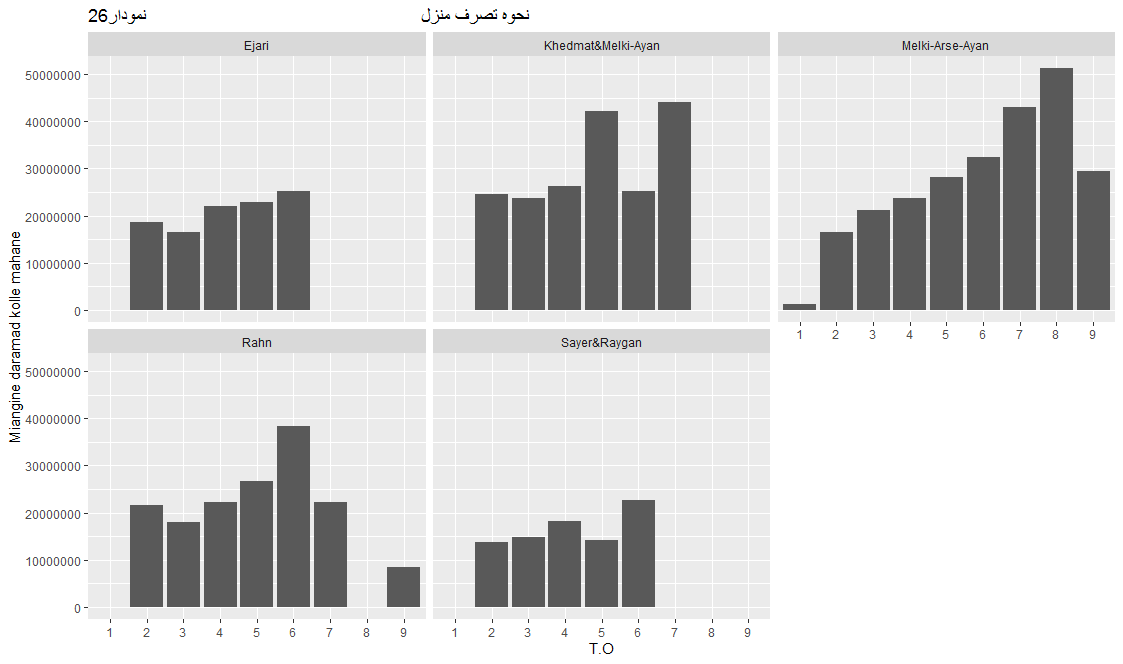 نمودار26
نحوه تصرف منزل
Ejari
Khedmat&Melki-Ayan
Melki-Arse-Ayan
50000000
40000000
30000000
20000000
10000000
0
1 2 3 4 5 6 7 8 9
Miangine daramad kolle mahane
Rahn
Sayer&Raygan
50000000
40000000
30000000
20000000
10000000
0
1 2 3 4 5 6 7 8 9
1 2 3 4 5 6 7 8 9
T.O